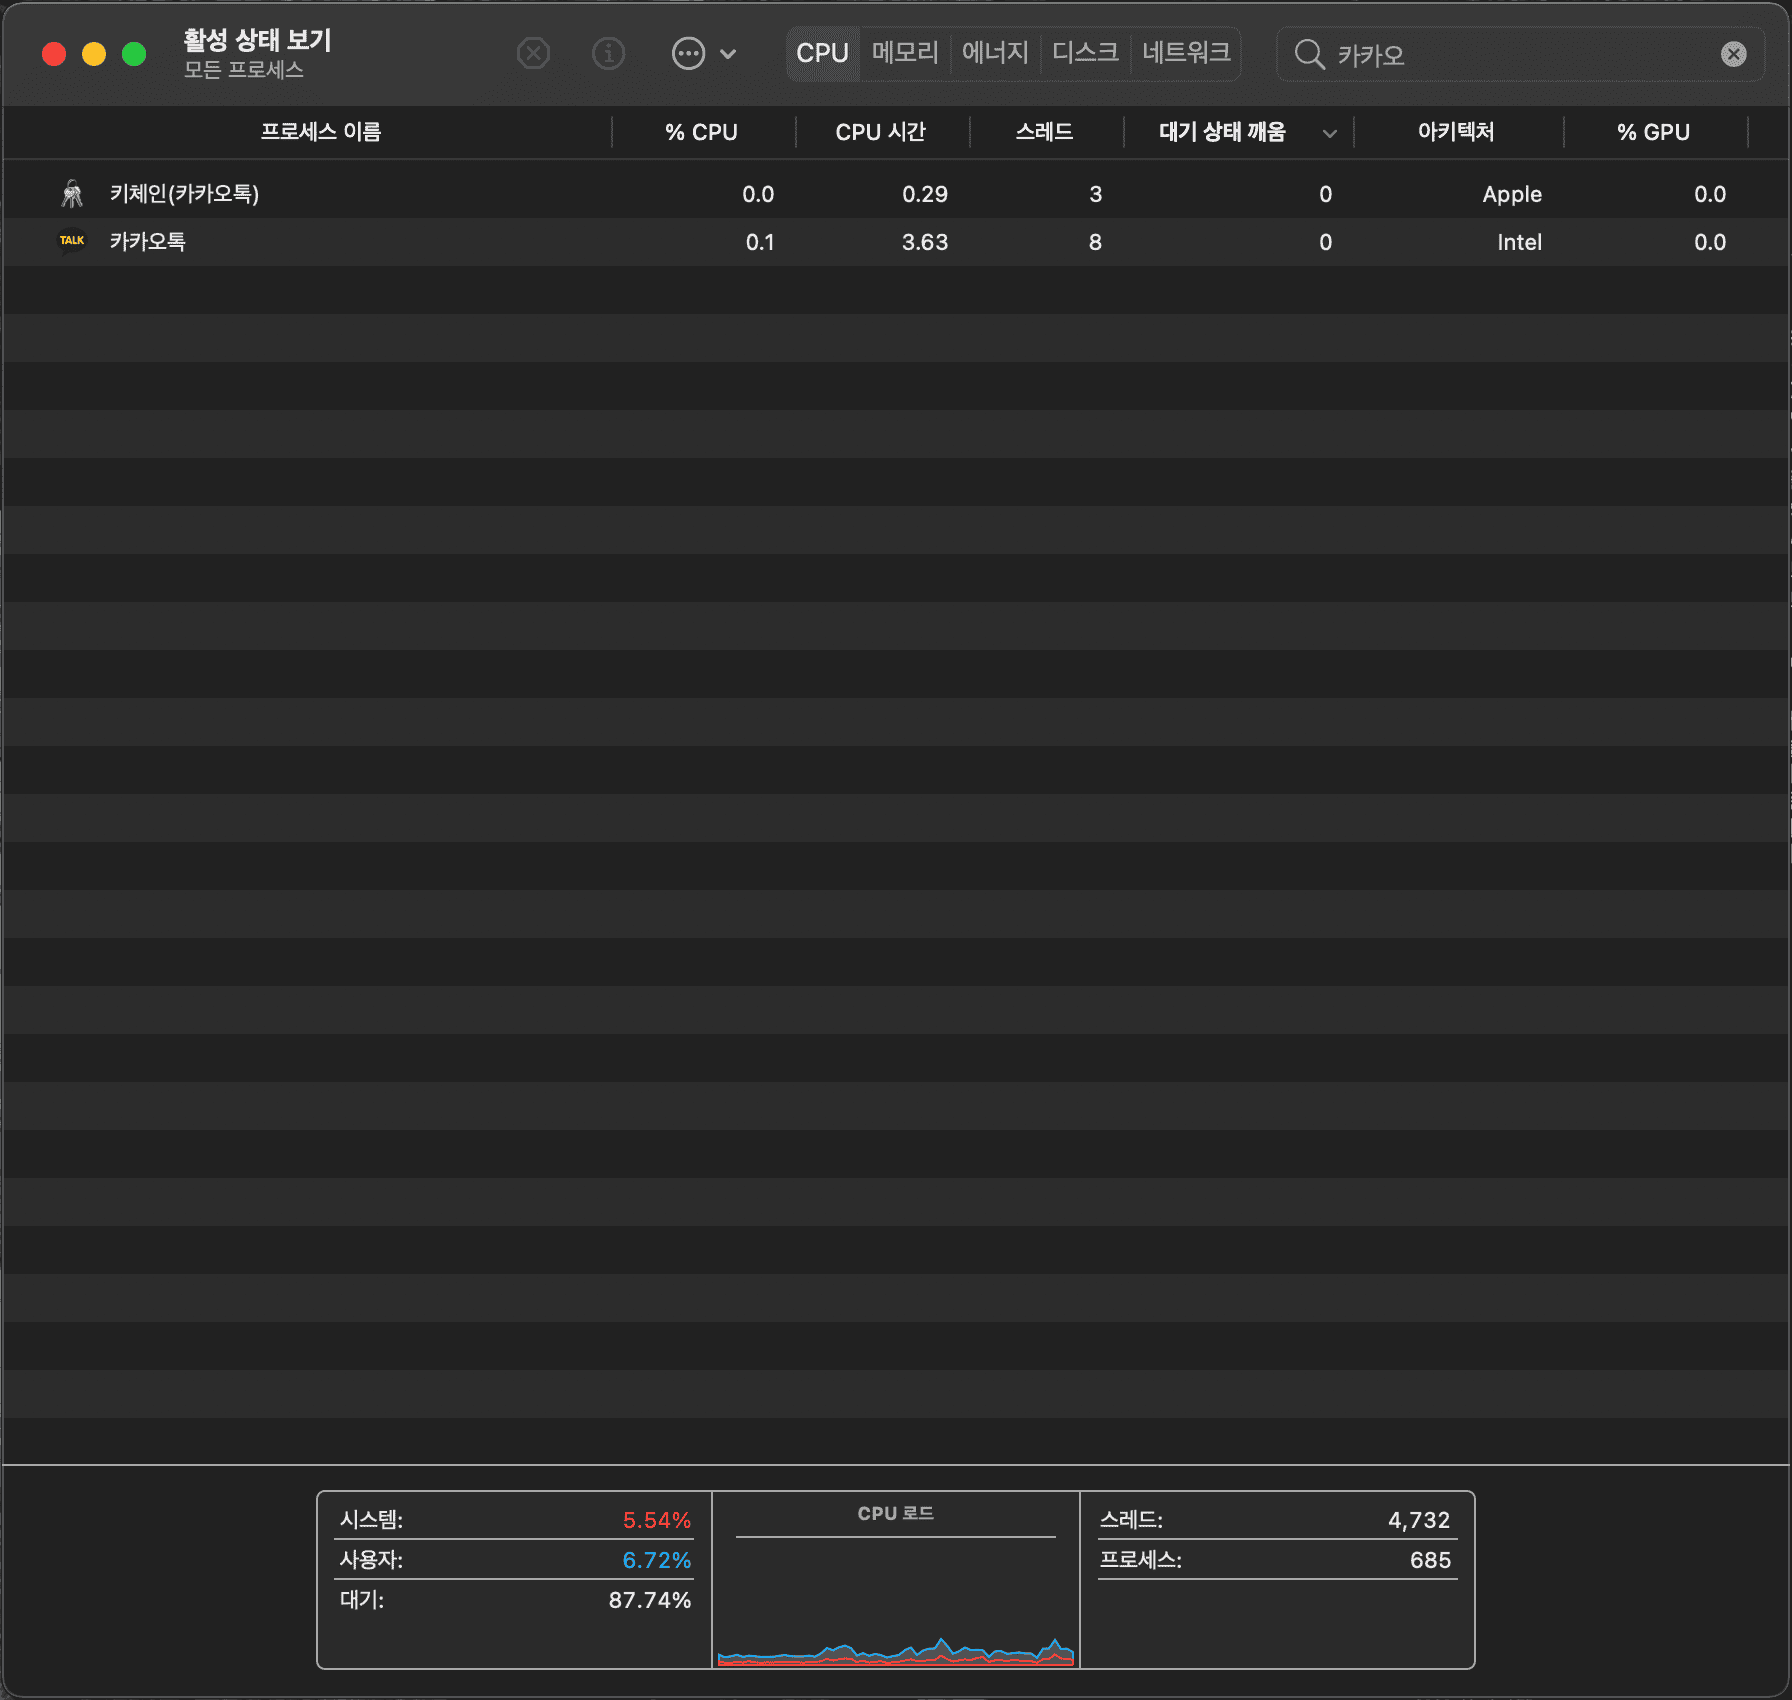 활성 상태 보기
모든 프로세스
CPU 메모리 에너지 디스크 네트워크
카카오
프로세스 이름 % CPU CPU 시간 스레드 대기 상태 깨움 아키텍처 % GPU
키체인(카카오톡) 0.0 0.29 3 0 Apple 0.0
TALK 카카오톡 0.1 3.63 8 0 Intel 0.0
시스템: 5.54%
사용자: 6.72%
대기: 87.74%
CPU 로드
스레드: 4,732
프로세스: 685